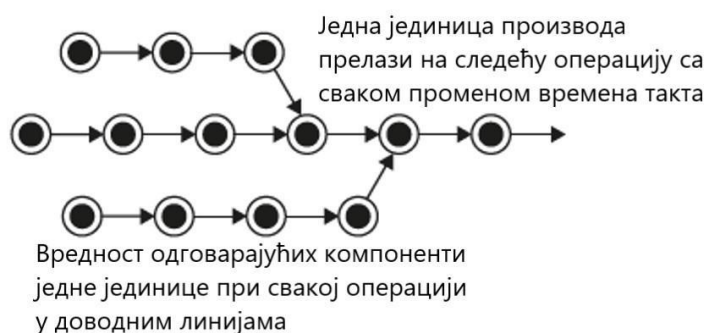 Једна јединица производа
прелази на следећу операцију са
сваком променом времена такта
Вредност одговарајућих компоненти
једне јединице при свакој операцији
у доводним линијама